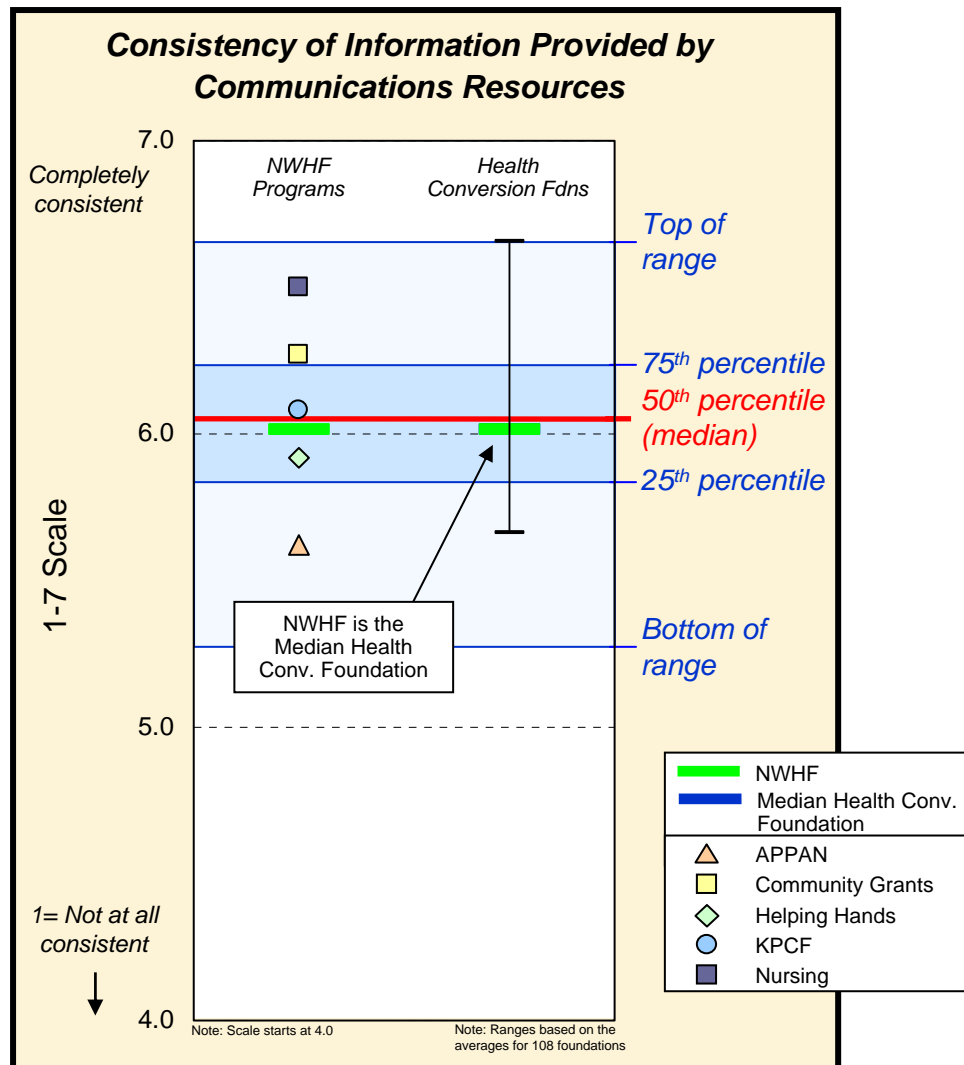 Consistency of Information Provided by
Communications Resources
7.0
Completely
consistent
NWHF
Programs
Health
Conversion Fdns
Top of
range
75th percentile
50th percentile
(median)
6.0
25th percentile
1-7 Scale
NWHF is the
Median Health
Conv. Foundation
Bottom of
range
5.0
NWHF
Median Health Conv.
Foundation
APPAN
Community Grants
Helping Hands
KPCF
Nursing
1= Not at all
consistent
4.0
Note: Scale starts at 4.0
Note: Ranges based on the
averages for 108 foundations